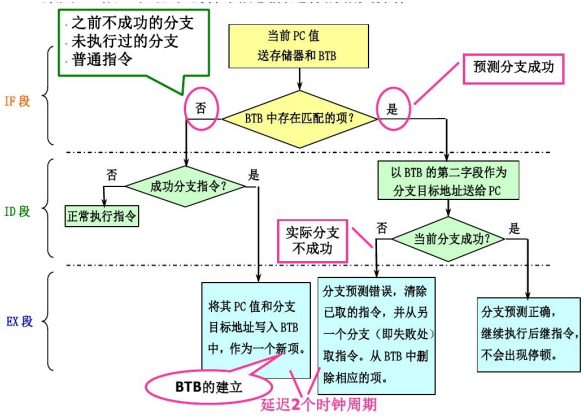 . 之前不成功的分支
. 未执行过的分支
. 普通指令
当前 PC 值
送存储器和 BTB
预测分支成功
IF 段
否
BTB 中存在匹配的项?
是
否
成功分支指令?
是
以 BTB 的第二字段作为
分支目标地址送给 PC
ID 段
正常执行指令
实际分支
不成功
否
当前分支成功?
是
EX 段
将其 PC 值和分支
目标地址写入 BTB
中,作为一个新项。
分支预测错误,清除
已取的指令,并从另
一个分支(即失败处)
取指令。从 BTB 中删
除相应的项。
分支预测正确,
继续执行后继指令,
不会出现停顿。
BTB的建立
延迟2个时钟周期